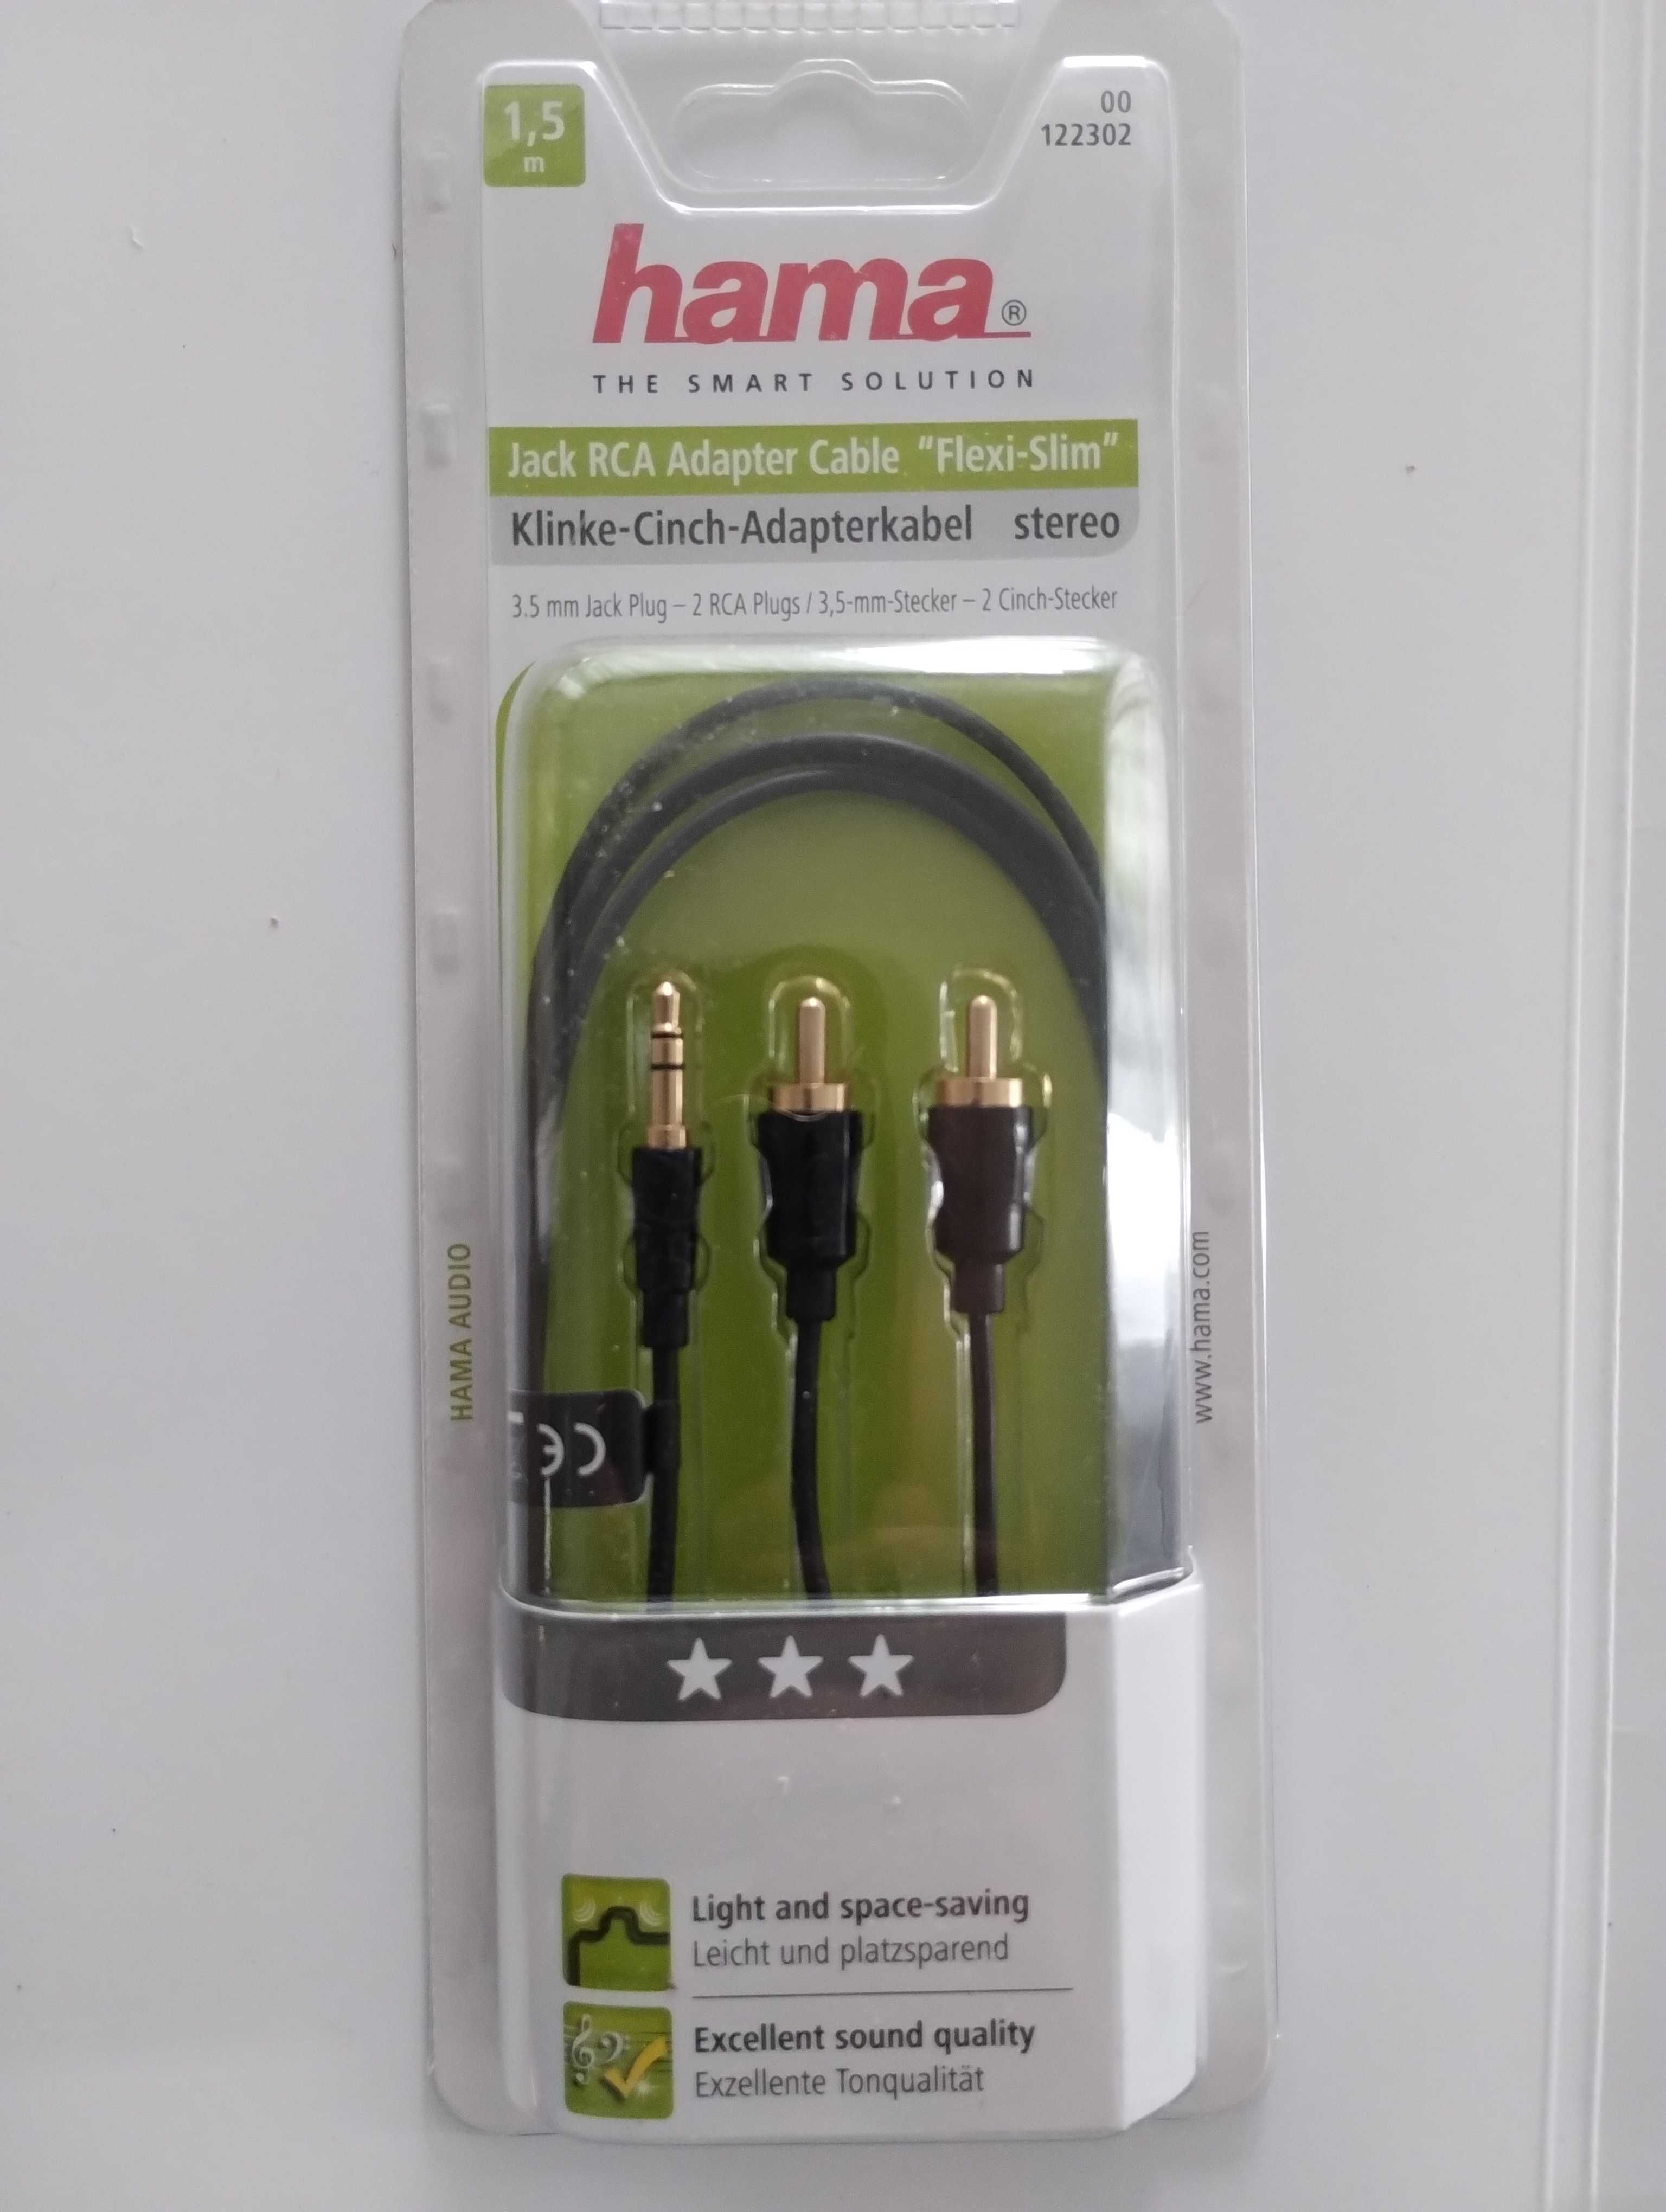 1,5
m
00
122302
hama®
THE SMART SOLUTION
Jack RCA Adapter Cable "Flexi-Slim"
Klinke-Cinch-Adapterkabel stereo
3.5 mm Jack Plug – 2 RCA Plugs / 3,5-mm-Stecker – 2 Cinch-Stecker
HAMA AUDIO
www.hama.com
CE
Light and space-saving
Leicht und platzsparend
Excellent sound quality
Exzellente Tonqualität